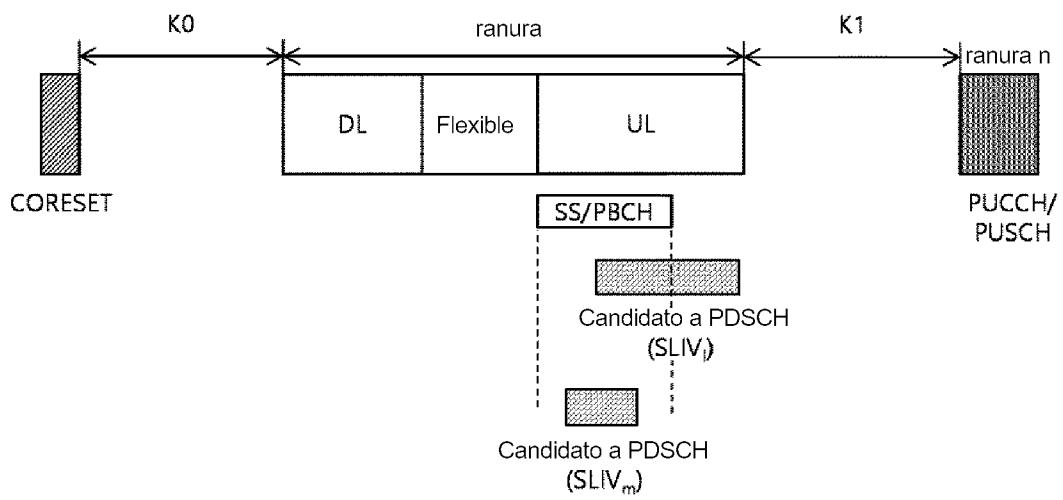 K0
ranura
K1
ranura n
DL
Flexible
UL
CORESET
PUCCH/
PUSCH
SS/PBCH
Candidato a PDSCH
(SLIVl)
Candidato a PDSCH
(SLIVm)